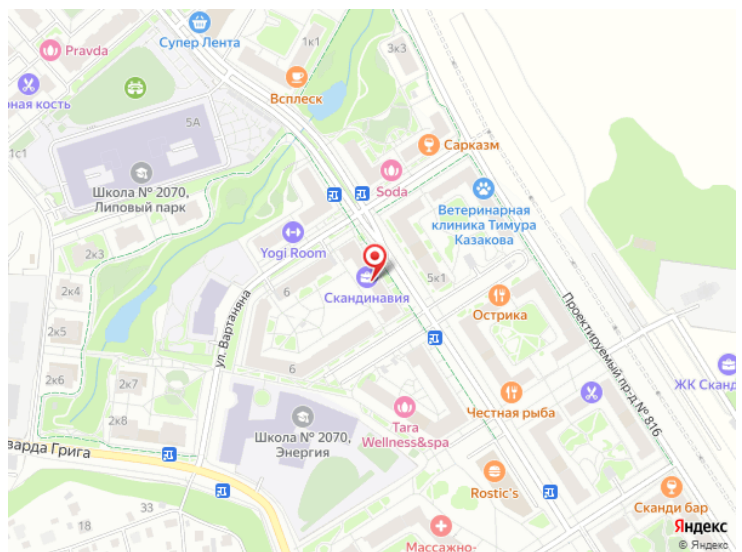 Pravda
Супер Лента
1к1
3к3
рная кость
Всплеск
1с1
5А
Сарказм
Школа № 2070,
Липовый парк
Soda
Ветеринарная
клиника Тимура
Казакова
2к3
Yogi Room
2к4
6
Скандинавия
5к1
Острика
Проектируемый пр-д № 816
2к5
ул. Вартаняна
2к6
2к7
6
ЖК Сканд
Честная рыба
2к8
Школа № 2070,
Энергия
Tara
Wellness&spa
варда Грига
Rostic's
33
18
Сканди бар
Массажно-
Яндекс
© Яндекс